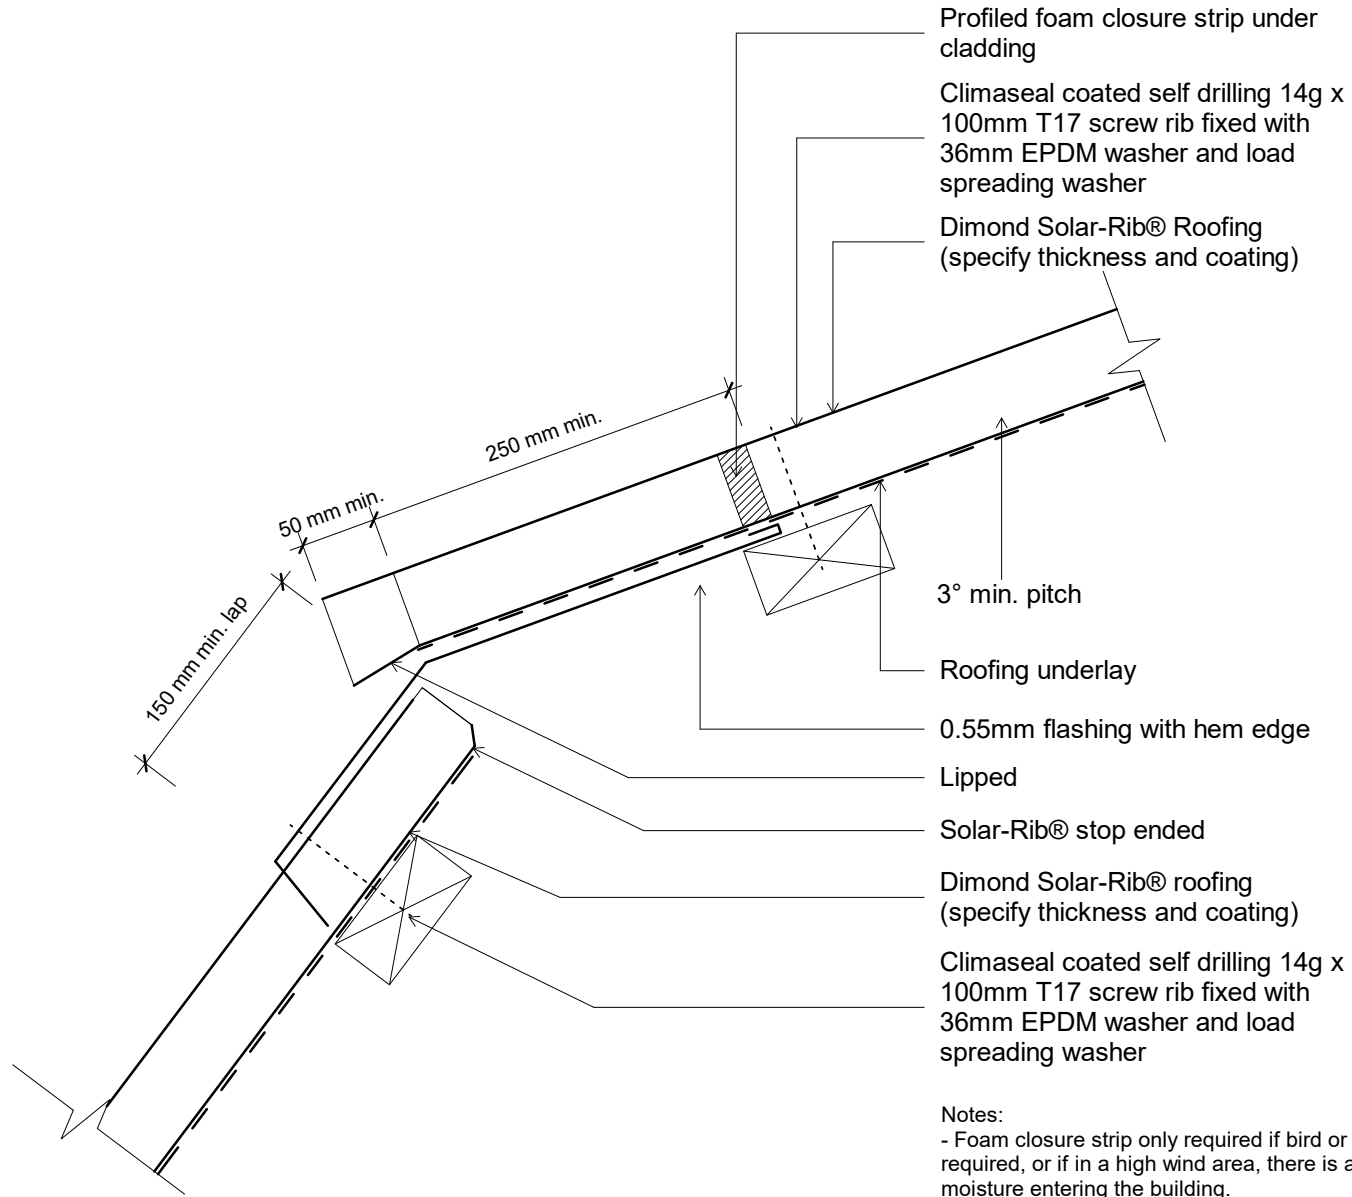 Profiled foam closure strip under
cladding
Climaseal coated self drilling 14g x
100mm T17 screw rib fixed with
36mm EPDM washer and load
spreading washer
Dimond Solar-Rib® Roofing
(specify thickness and coating)
250 mm min.
50 mm min.
150 mm min. lap
3° min. pitch
Roofing underlay
0.55mm flashing with hem edge
Lipped
Solar-Rib® stop ended
Dimond Solar-Rib® roofing
(specify thickness and coating)
Climaseal coated self drilling 14g x
100mm T17 screw rib fixed with
36mm EPDM washer and load
spreading washer
Notes:
- Foam closure strip only required if bird or
required, or if in a high wind area, there is a
moisture entering the building.